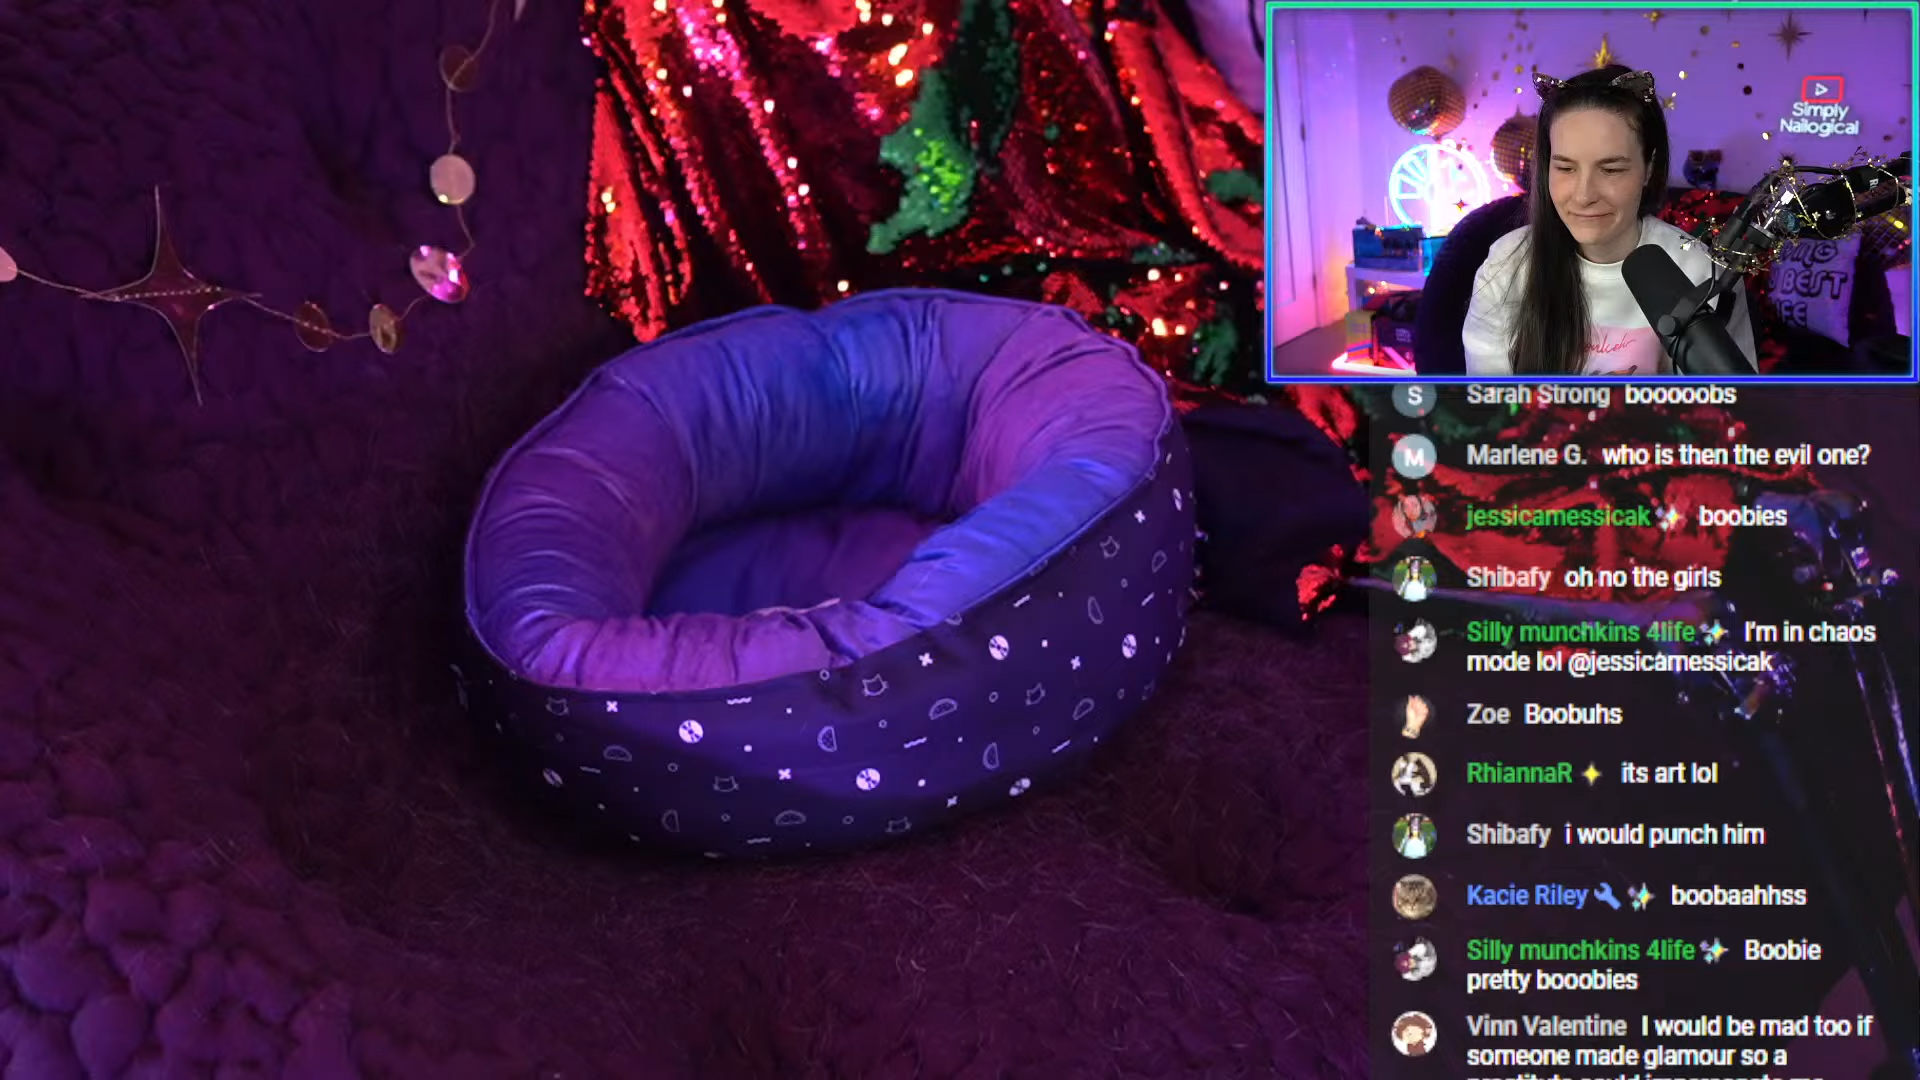 Simply
Nailogical
BEST
Sarah Strong booooobs
Marlene G. who is then the evil one?
jessicamessicak boobies
Shibafy oh no the girls
Silly munchkins 4life I'm in chaos
mode lol @jessicamessicak
Zoe Boobuhs
RhiannaR its art lol
Shibafy i would punch him
Kacie Riley boobaahhss
Silly munchkins 4life Boobie
pretty booobies
Vinn Valentine I would be mad too if
someone made glamour so a